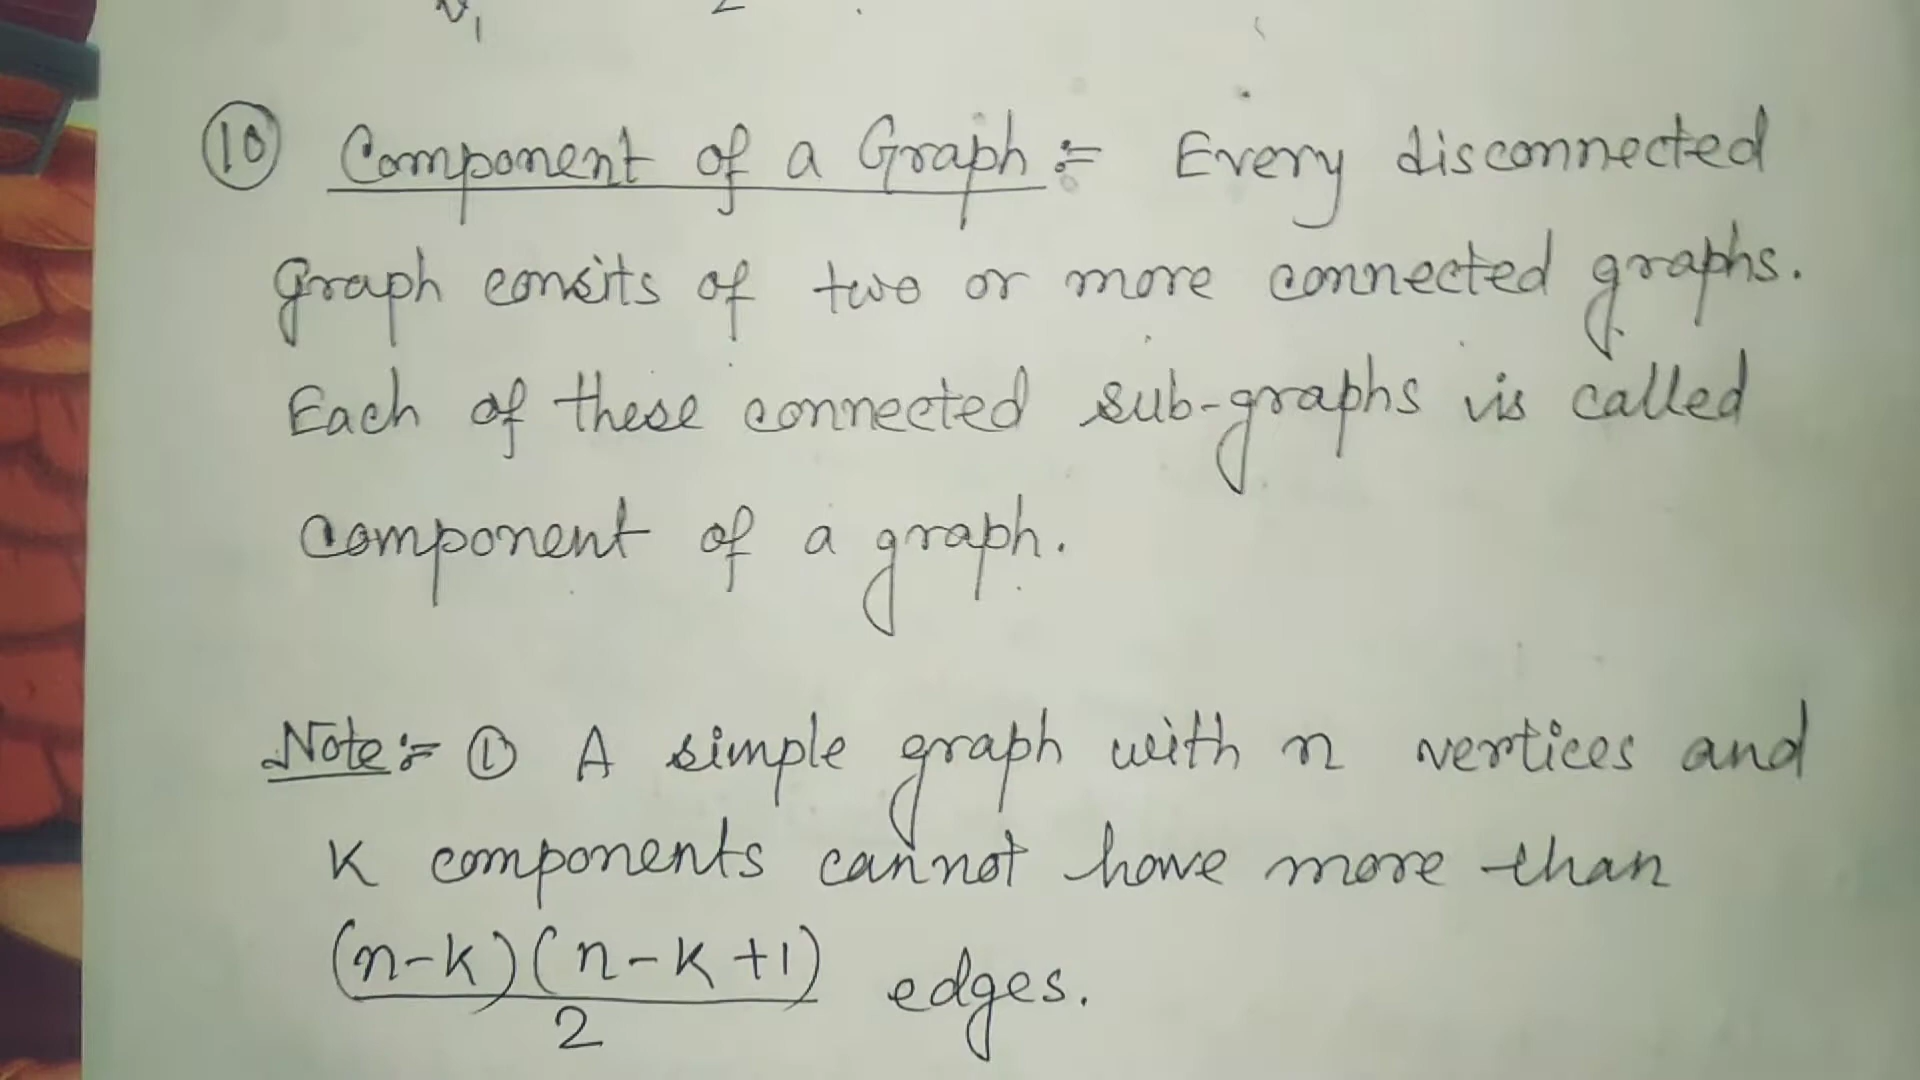 V1
⑩ Component of a Graph := Every disconnected
graph consits of two or more connected graphs.
Each of these connected sub-graphs is called
component of a graph.
Note:= ① A simple graph with n vertices and
K components cannot have more than
(n-K)(n-K+1)/2 edges.